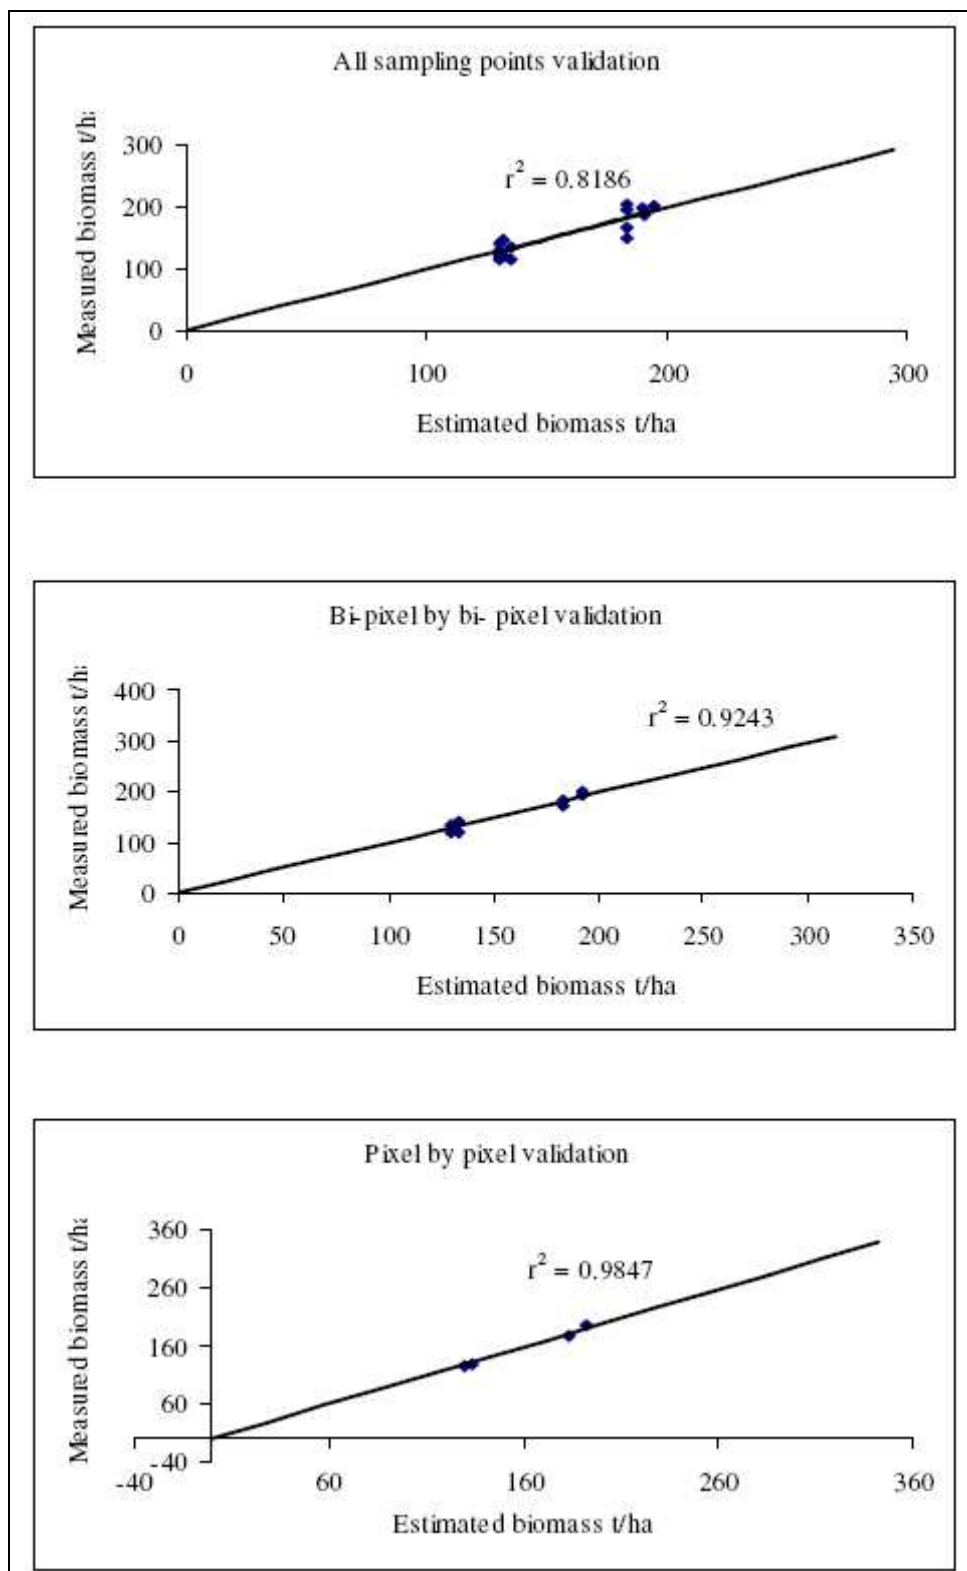 All sampling points validation
Measured biomass t/ha
300
200
100
0
r² = 0.8186
0 100 200 300
Estimated biomass t/ha
Bi-pixel by bi- pixel validation
Measured biomass t/ha
400
300
200
100
0
r² = 0.9243
0 50 100 150 200 250 300 350
Estimated biomass t/ha
Pixel by pixel validation
Measured biomass t/ha
360
260
160
60
-40
r² = 0.9847
-40 60 160 260 360
Estimated biomass t/ha